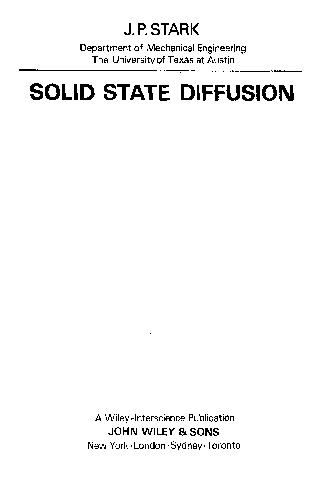 J.P. STARK
Department of Mechanical Engineering
The University of Texas at Austin
SOLID STATE DIFFUSION
A Wiley-Interscience Publication
JOHN WILEY & SONS
New York · London · Sydney · Toronto